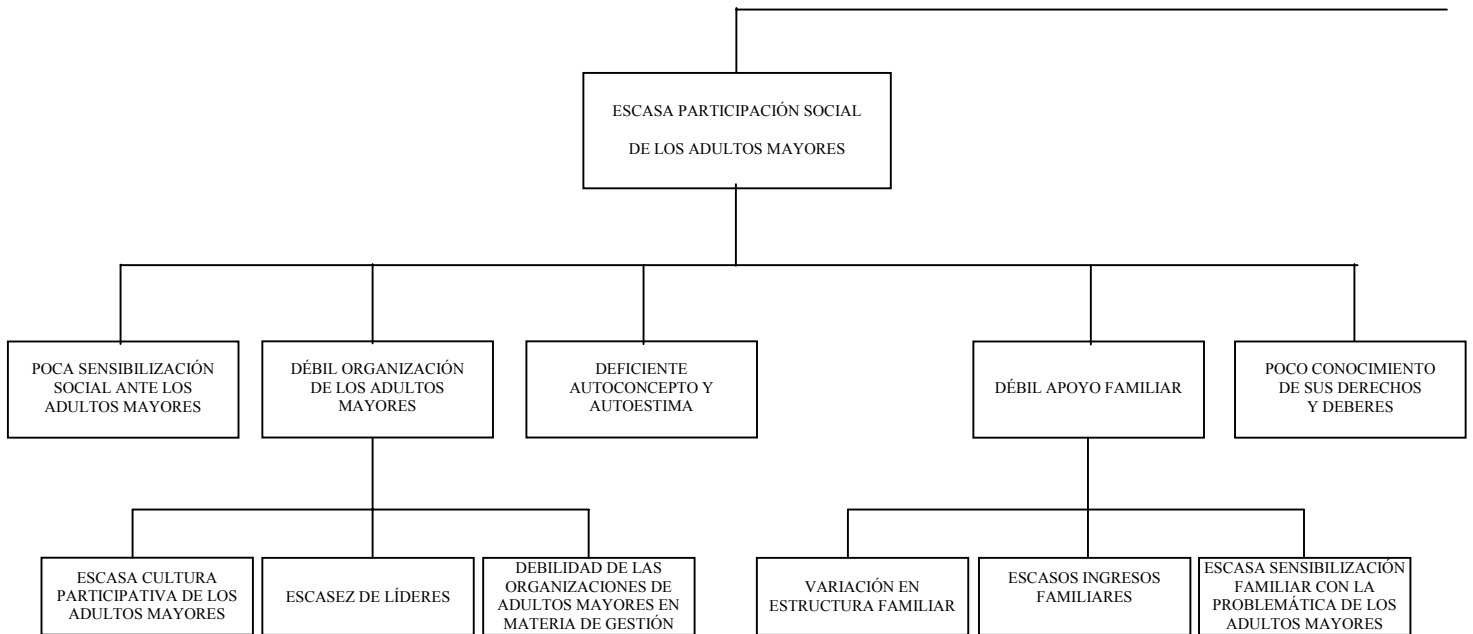 ESCASA PARTICIPACIÓN SOCIAL
DE LOS ADULTOS MAYORES
POCA SENSIBILIZACIÓN
SOCIAL ANTE LOS
ADULTOS MAYORES
DÉBIL ORGANIZACIÓN
DE LOS ADULTOS
MAYORES
DEFICIENTE
AUTOCONCEPTO Y
AUTOESTIMA
DÉBIL APOYO FAMILIAR
POCO CONOCIMIENTO
DE SUS DERECHOS
Y DEBERES
ESCASA CULTURA
PARTICIPATIVA DE LOS
ADULTOS MAYORES
ESCASEZ DE LÍDERES
DEBILIDAD DE LAS
ORGANIZACIONES DE
ADULTOS MAYORES EN
MATERIA DE GESTIÓN
VARIACIÓN EN
ESTRUCTURA FAMILIAR
ESCASOS INGRESOS
FAMILIARES
ESCASA SENSIBILIZACIÓN
FAMILIAR CON LA
PROBLEMÁTICA DE LOS
ADULTOS MAYORES